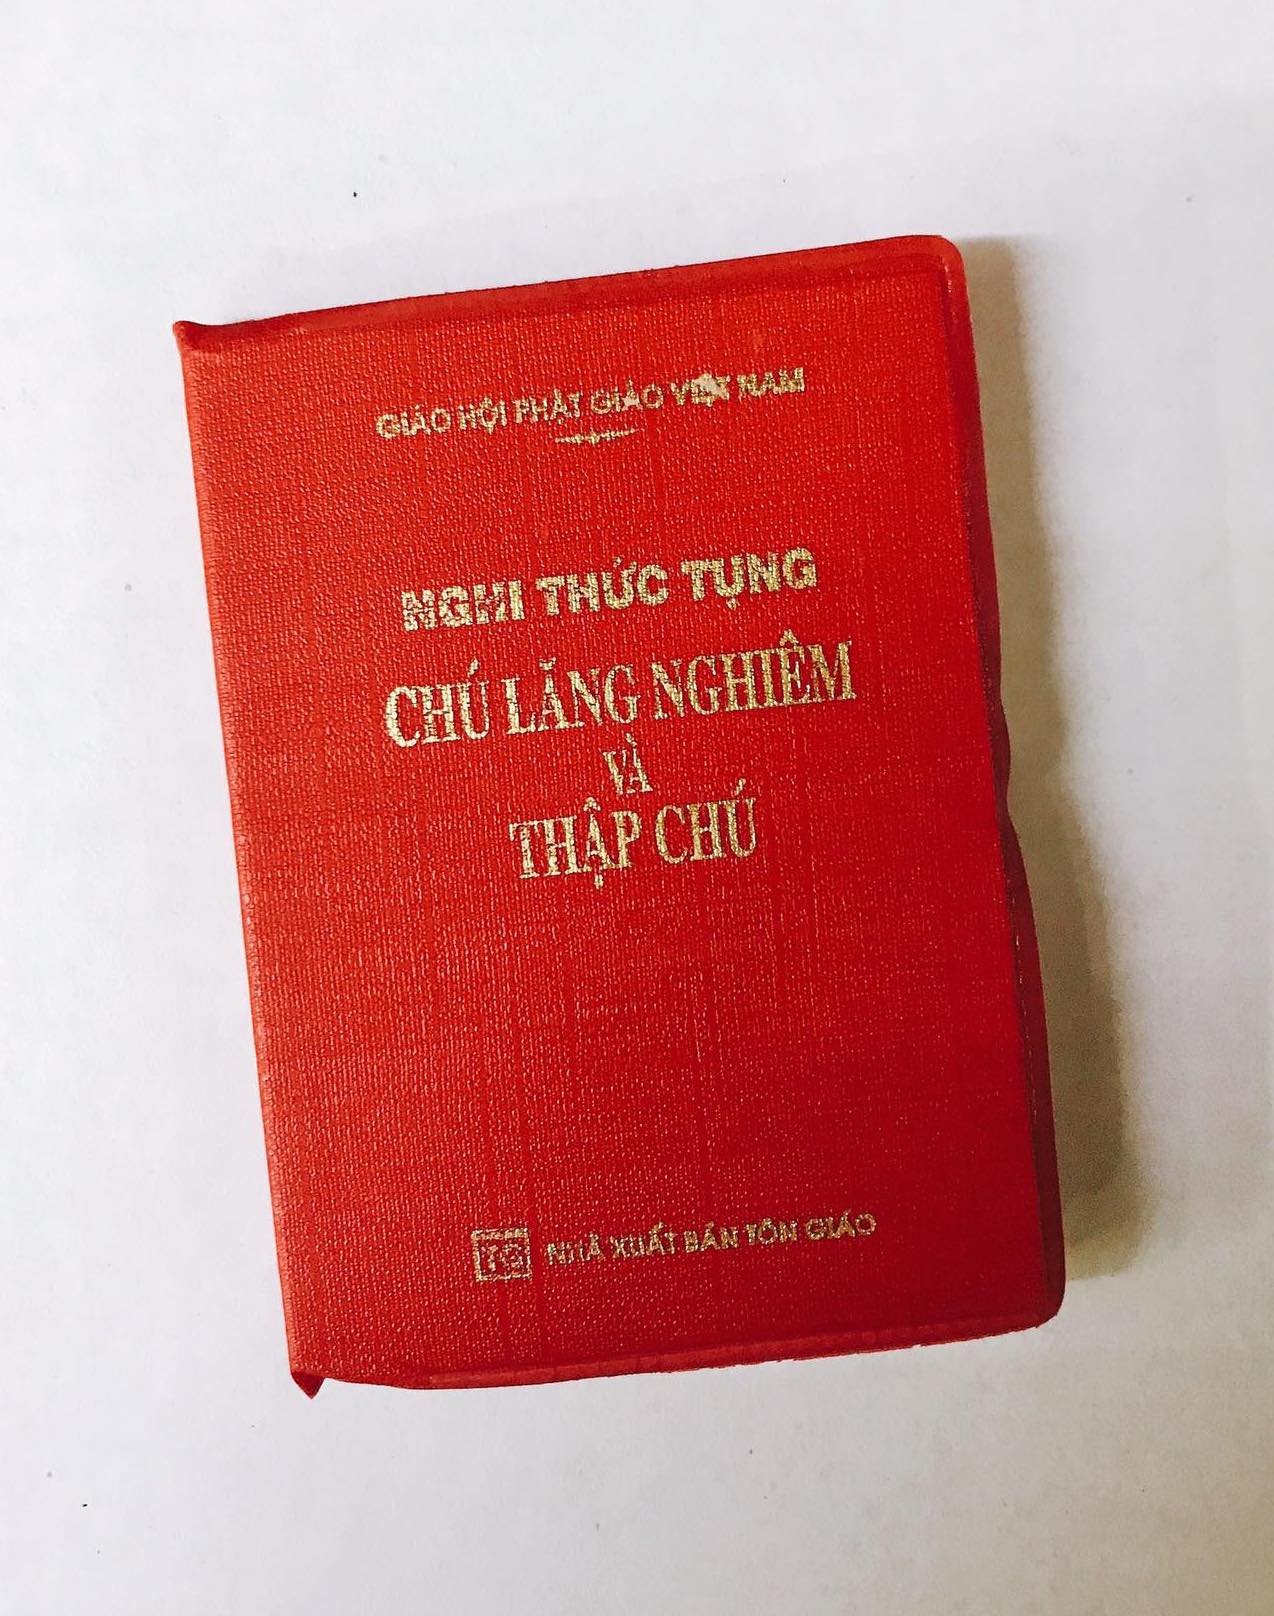 GIÁO HỘI PHẬT GIÁO VIỆT NAM
NGHI THỨC TỤNG
CHÚ LĂNG NGHIÊM
VÀ
THẬP CHÚ
NHÀ XUẤT BẢN TÔN GIÁO